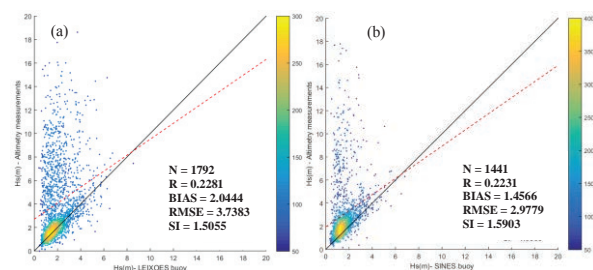 (a)
20
18
16
14
12
10
8
6
4
2
0
Hs(m) - Altimetry measurements
0 2 4 6 8 10 12 14 16 18 20
Hs(m)- LEIXOES buoy
N = 1792
R = 0.2281
BIAS = 2.0444
RMSE = 3.7383
SI = 1.5055
300
250
200
150
100
50
(b)
20
18
16
14
12
10
8
6
4
2
0
Hs(m) - Altimetry measurements
0 2 4 6 8 10 12 14 16 18 20
Hs(m)- SINES buoy
N = 1441
R = 0.2231
BIAS = 1.4566
RMSE = 2.9779
SI = 1.5903
400
350
300
250
200
150
100
50